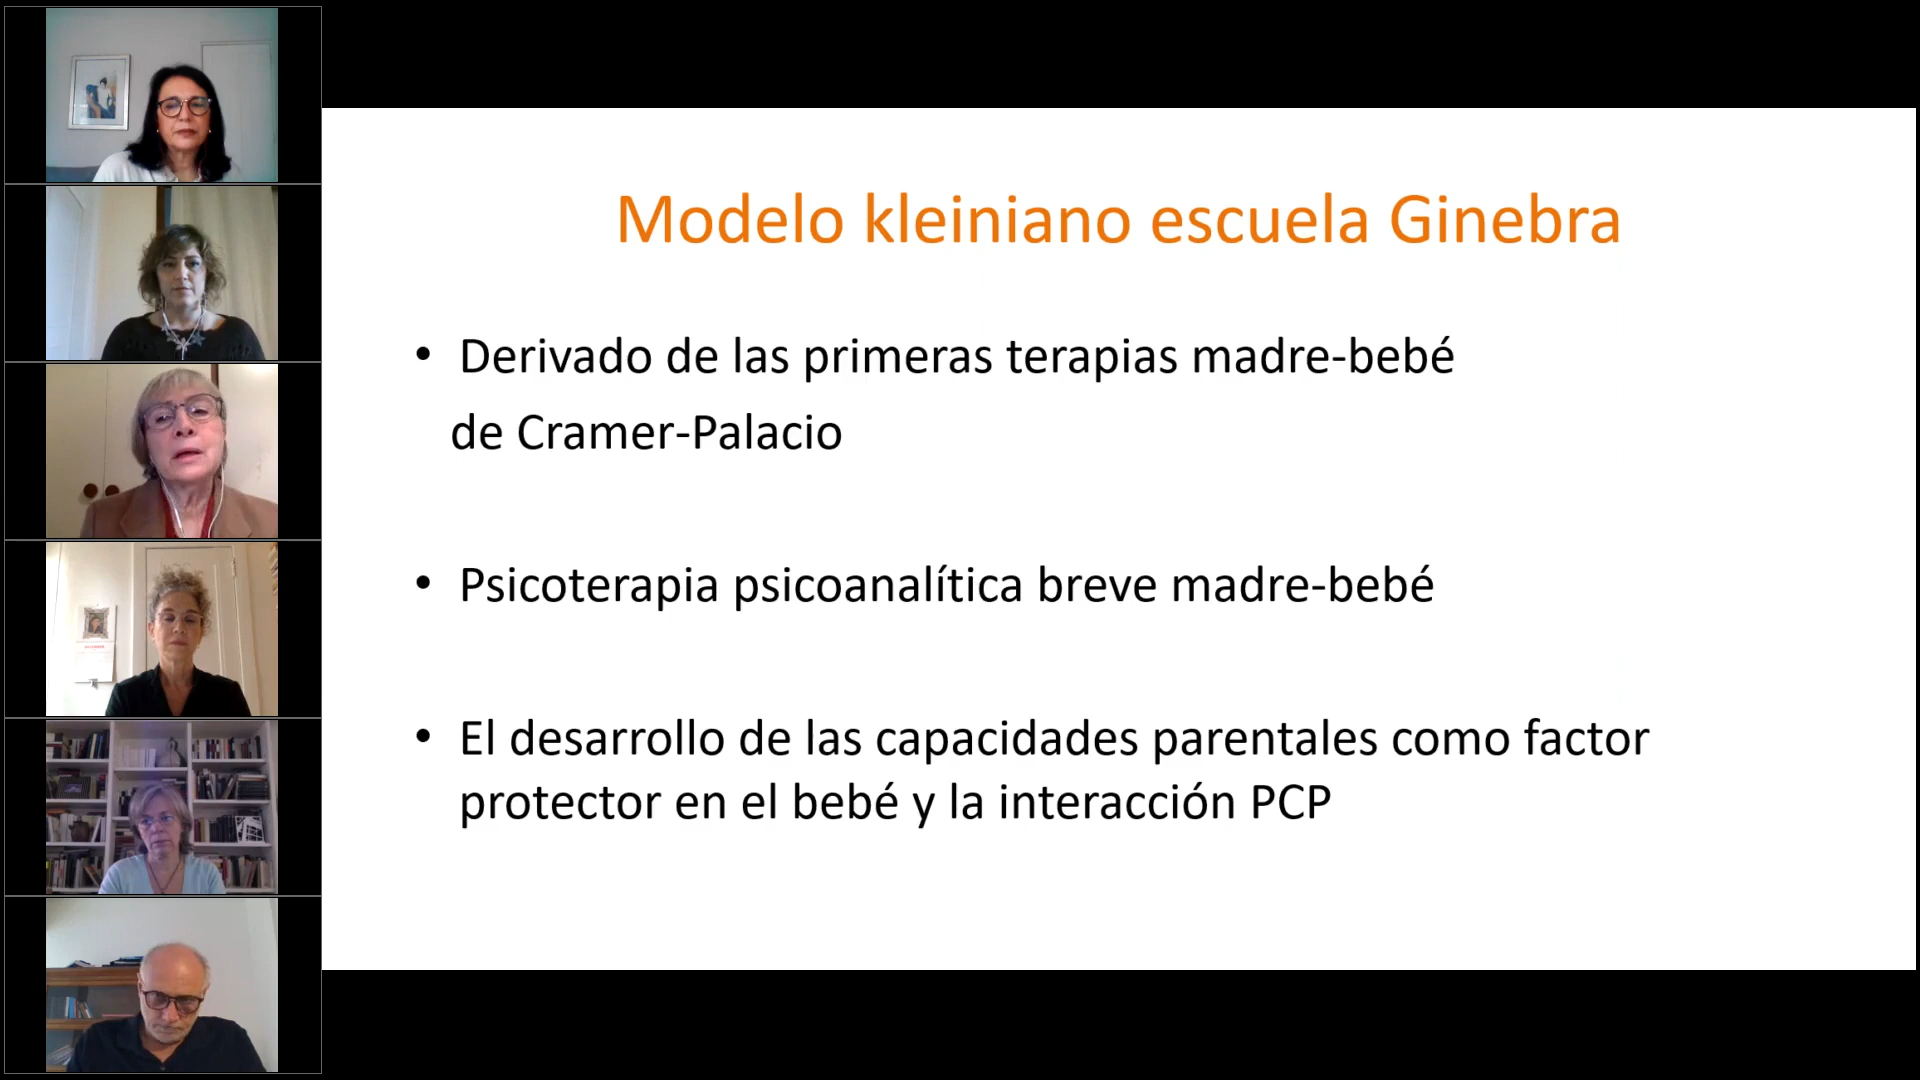 Modelo kleiniano escuela Ginebra
• Derivado de las primeras terapias madre-bebé
de Cramer-Palacio
• Psicoterapia psicoanalítica breve madre-bebé
• El desarrollo de las capacidades parentales como factor
protector en el bebé y la interacción PCP